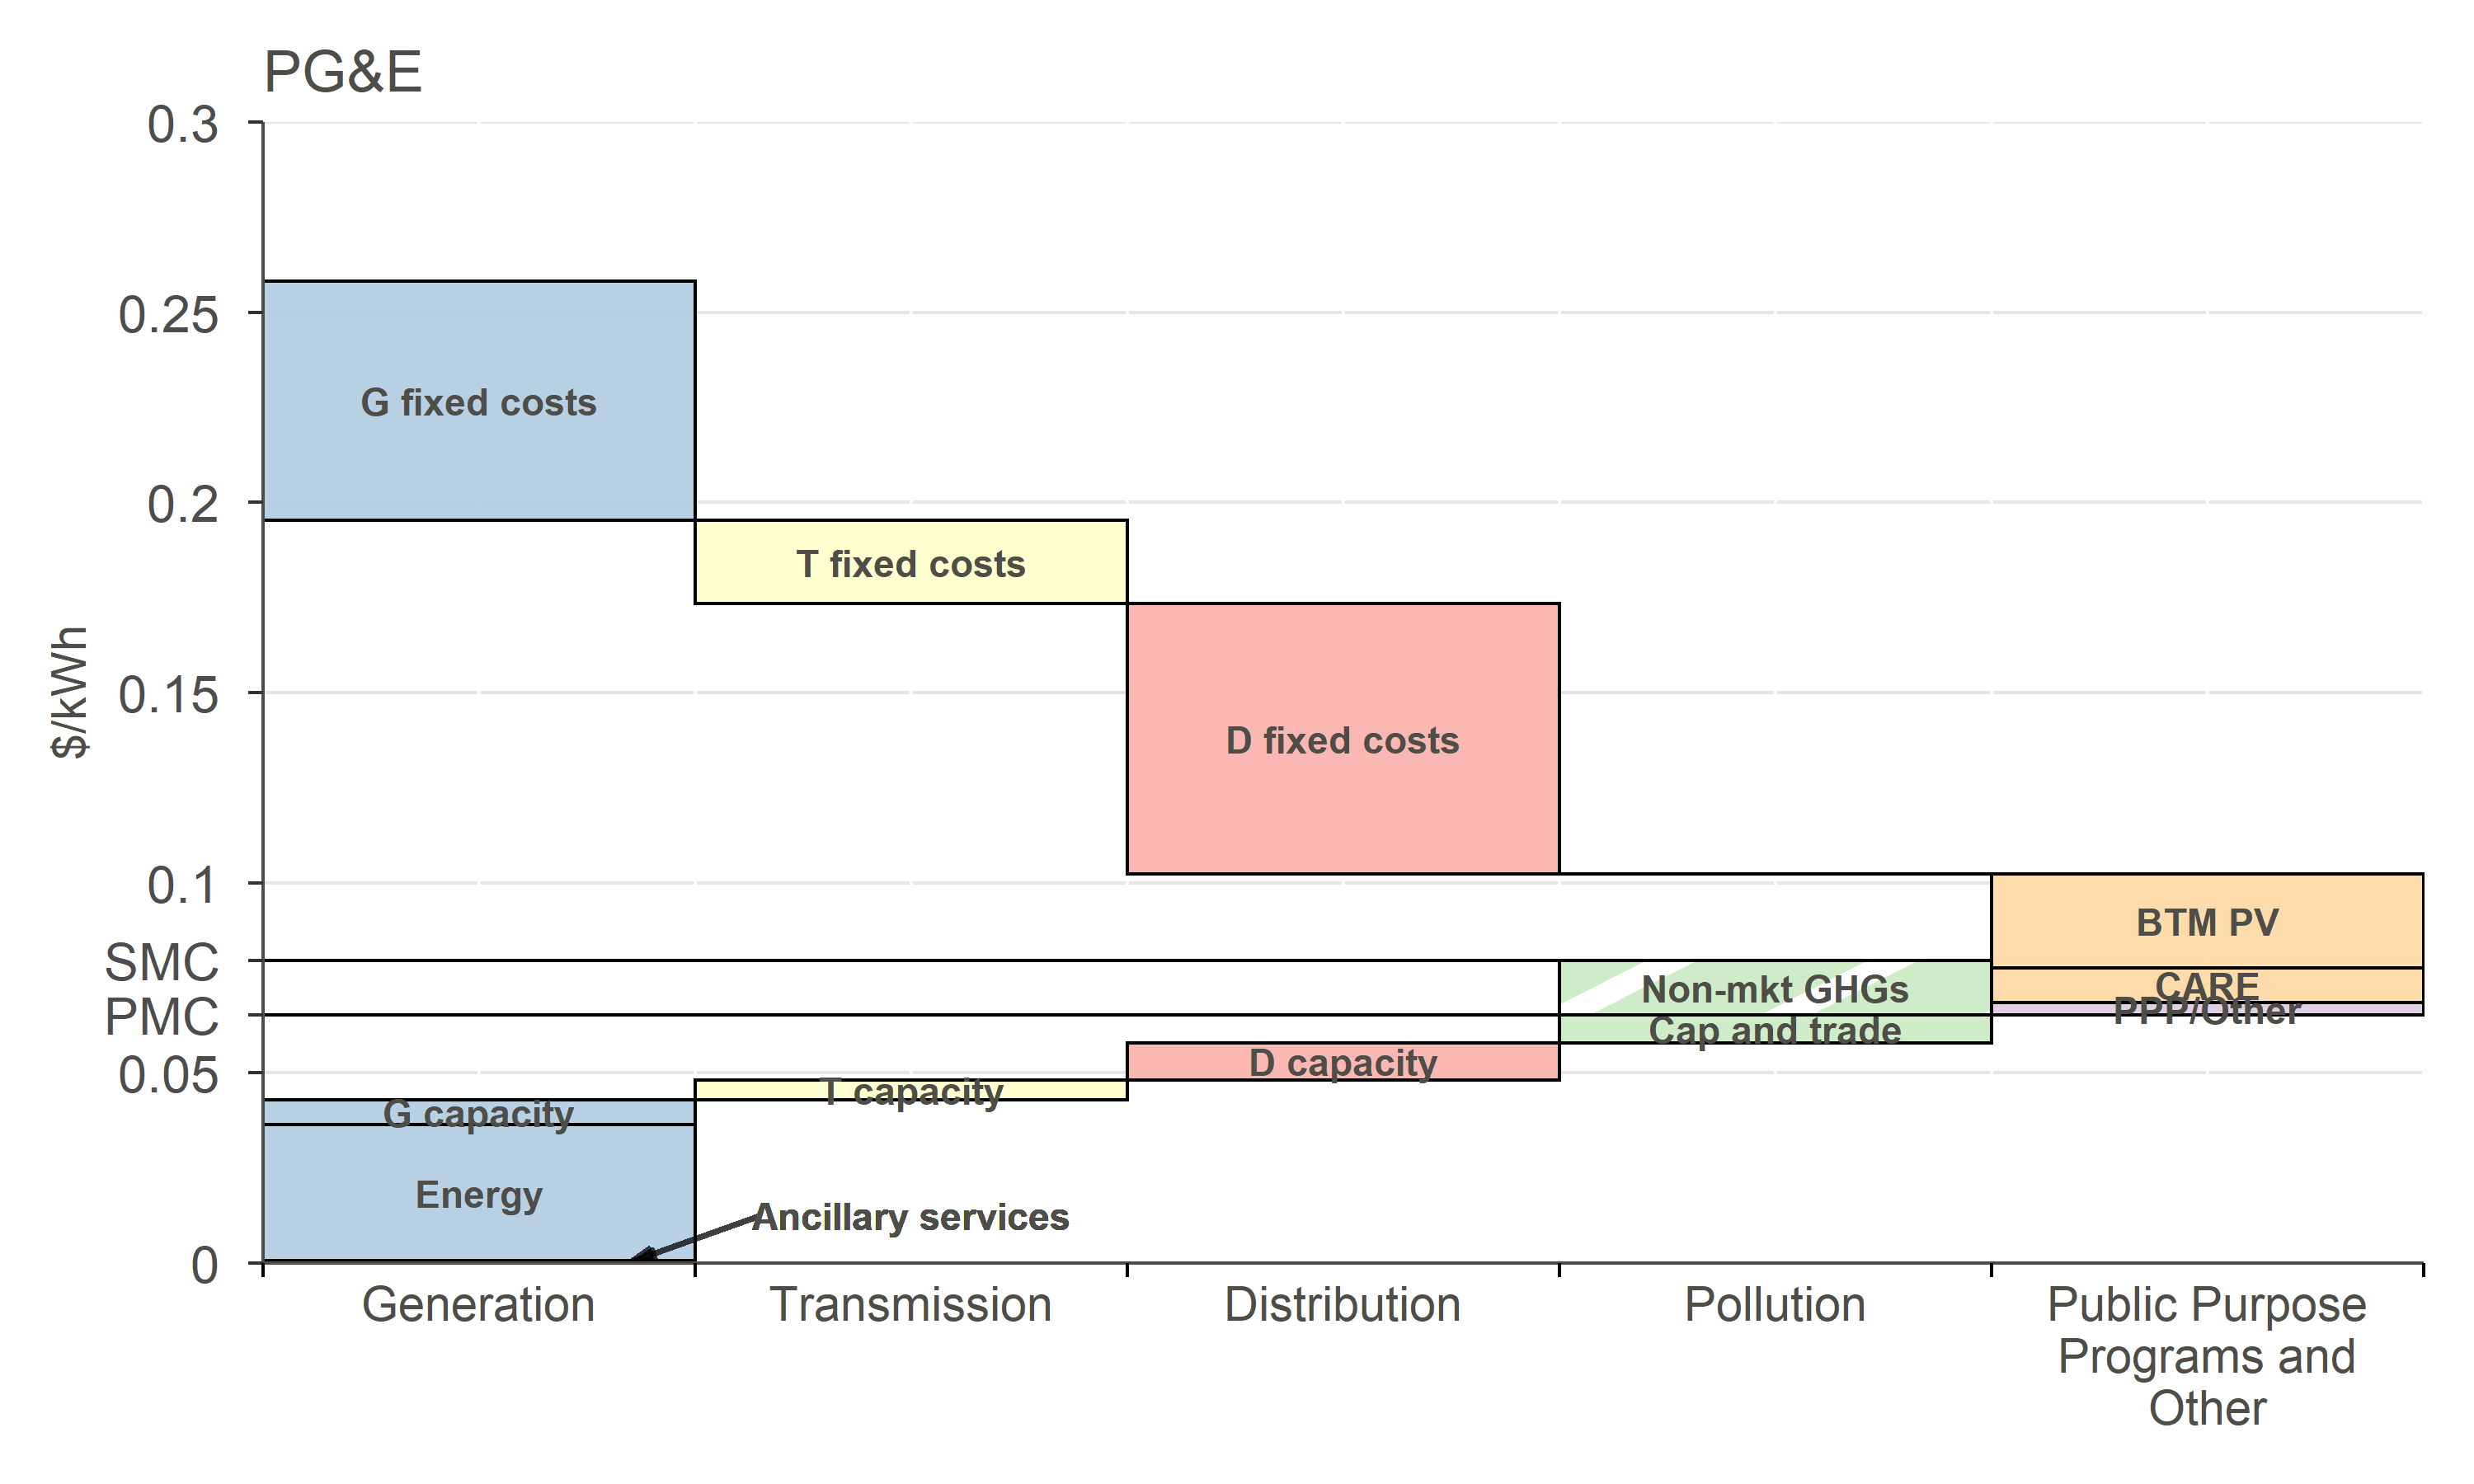 PG&E
0.3
0.25
0.2
0.15
0.1
SMC
PMC
0.05
0
$/kWh
G fixed costs
T fixed costs
D fixed costs
BTM PV
CARE
PPP/Other
Non-mkt GHGs
Cap and trade
D capacity
T capacity
G capacity
Energy
Ancillary services
Generation
Transmission
Distribution
Pollution
Public Purpose
Programs and
Other